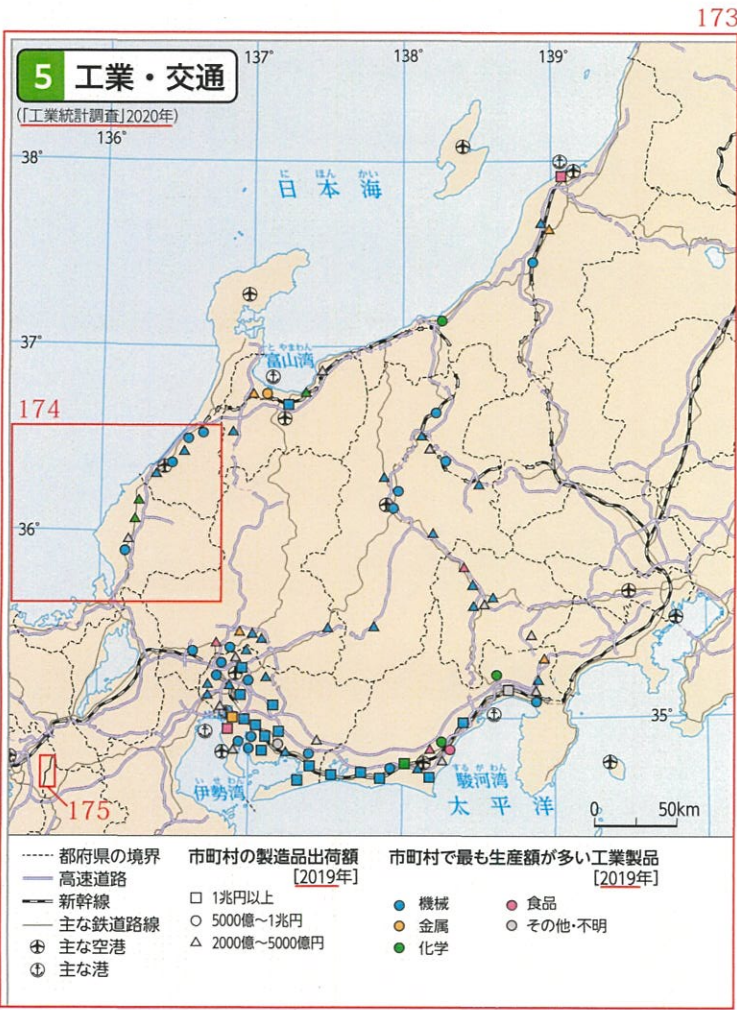 173
5 工業・交通
(「工業統計調査」2020年)
136°
137°
138°
139°
38°
に ほん かい
日本海
37°
と やまわん
富山湾
174
36°
35°
い せ わん
伊勢湾
する が わん
駿河湾
太平洋
175
0 50km
都府県の境界
高速道路
新幹線
主な鉄道路線
主な空港
主な港
市町村の製造品出荷額
[2019年]
1兆円以上
5000億～1兆円
2000億～5000億円
市町村で最も生産額が多い工業製品
[2019年]
機械
金属
化学
食品
その他・不明